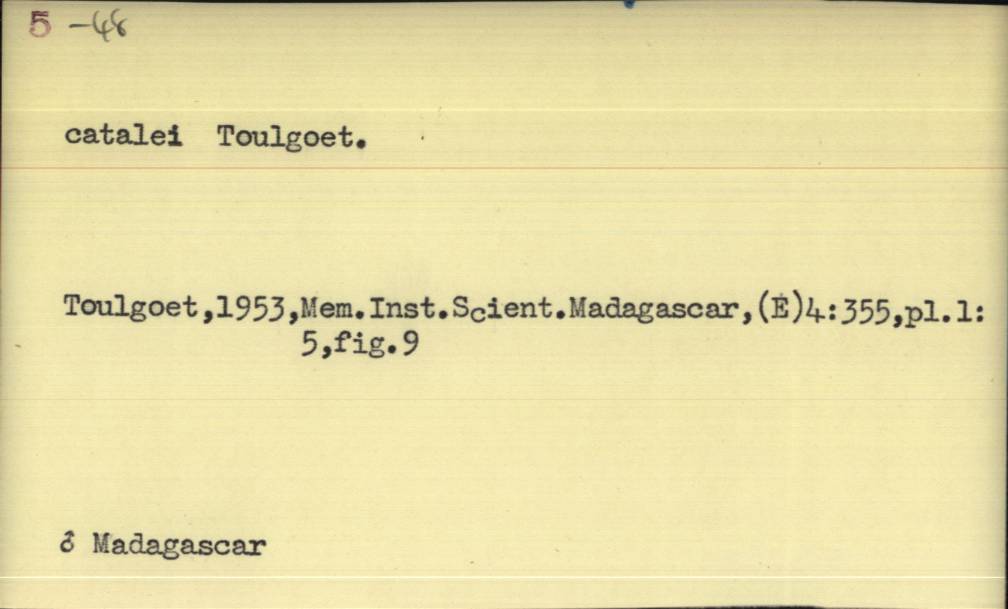 5 -48
catalei Toulgoet.
Toulgoet,1953,Mem.Inst.Scient.Madagascar,(E)4:355,pl.1:
5,fig.9
♂ Madagascar